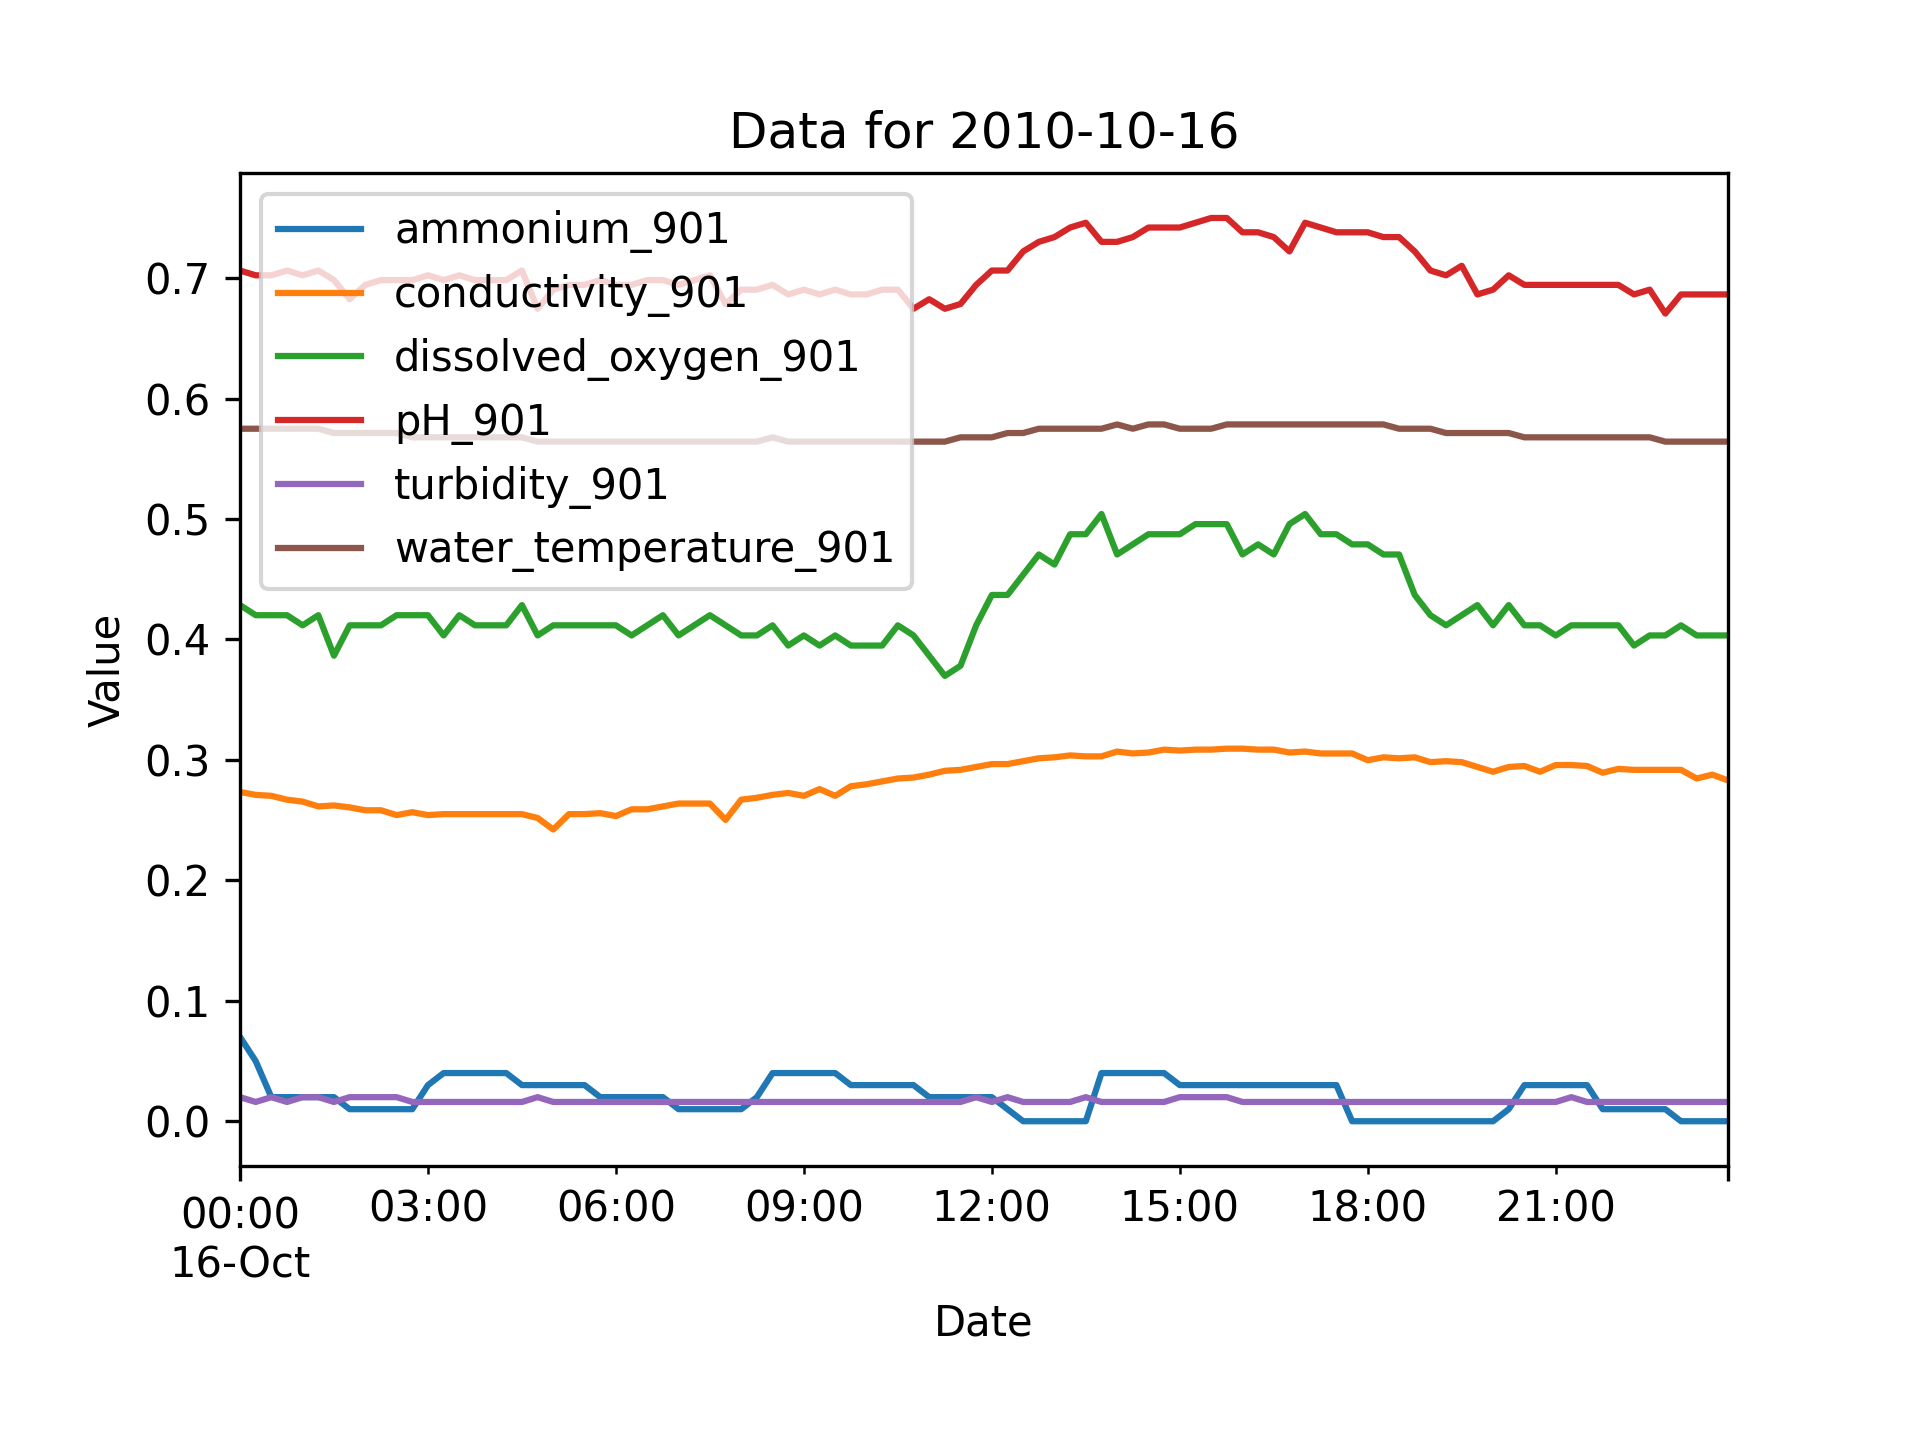 Data for 2010-10-16
ammonium_901
conductivity_901
dissolved_oxygen_901
pH_901
turbidity_901
water_temperature_901
Value
0.7
0.6
0.5
0.4
0.3
0.2
0.1
0.0
00:00 03:00 06:00 09:00 12:00 15:00 18:00 21:00
16-Oct
Date